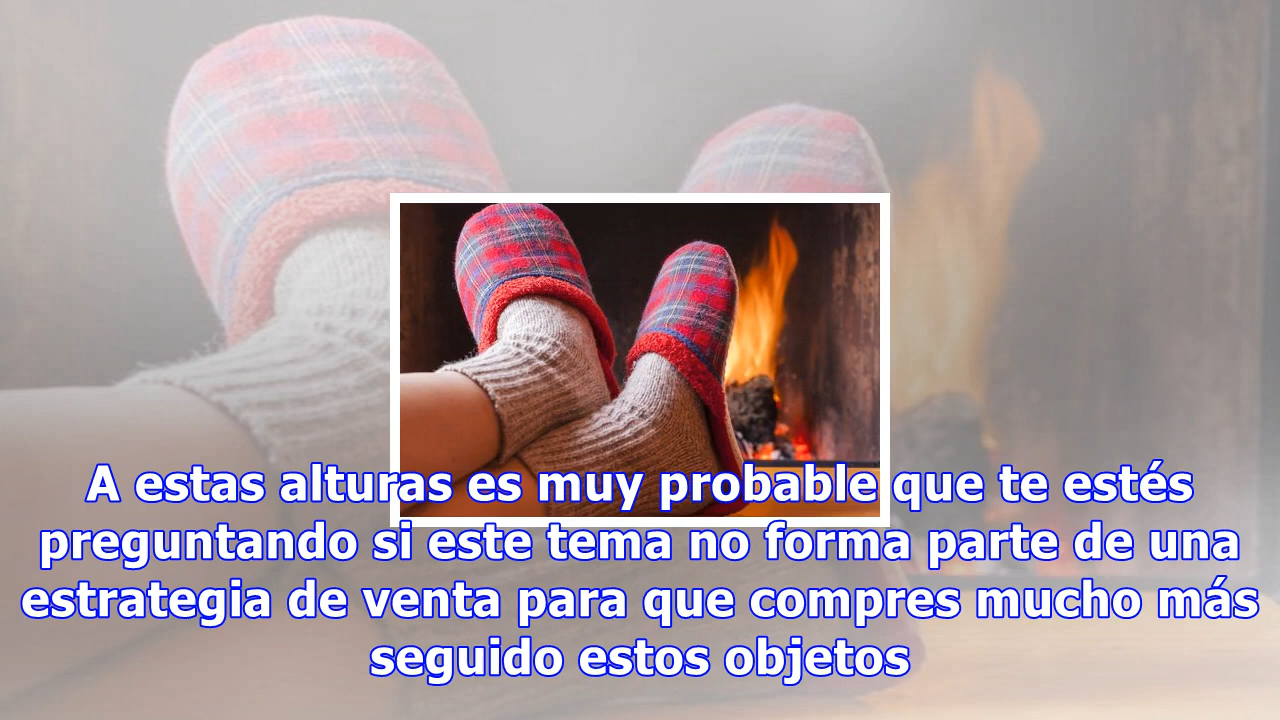 A estas alturas es muy probable que te estés
preguntando si este tema no forma parte de una
estrategia de venta para que compres mucho más
seguido estos objetos